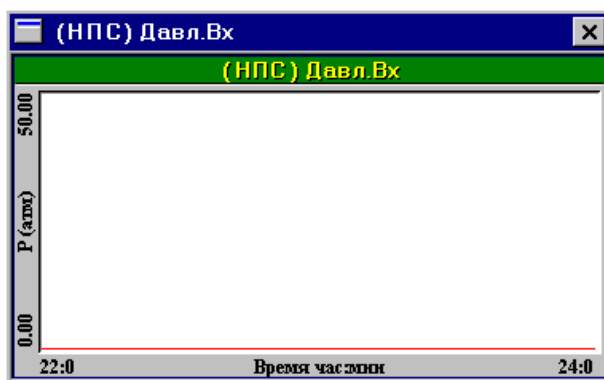 (НПС) Давл.Вх
(НПС) Давл.Вх
50.00
P (атм)
0.00
22:0 Время час:мин 24:0